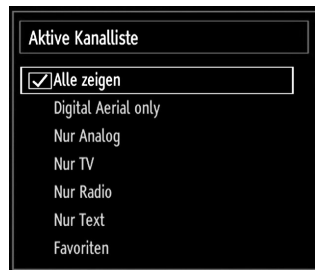 Aktive Kanalliste
Alle zeigen
Digital Aerial only
Nur Analog
Nur TV
Nur Radio
Nur Text
Favoriten